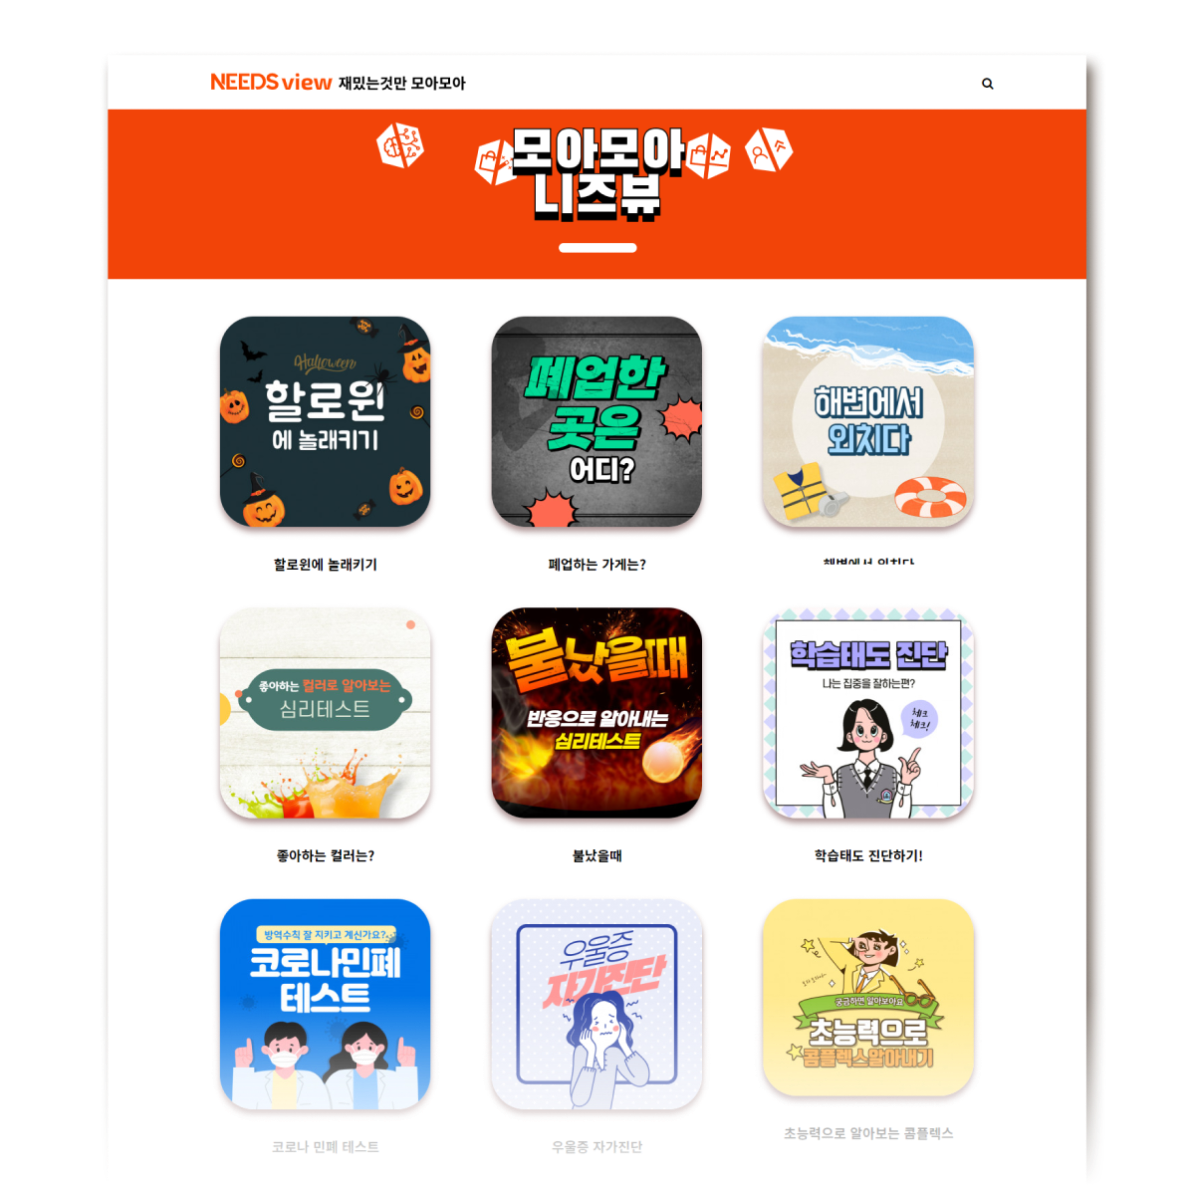 NEEDS view 재밌는것만 모아모아
모아모아
니즈뷰
Halloween
할로윈
에 놀래키기
폐업한
곳은
어디?
해변에서
외치다
할로윈에 놀래키기
폐업하는 가게는?
해변에서 외치다
좋아하는 컬러로 알아보는
심리테스트
불났을때
반응으로 알아내는
심리테스트
학습태도 진단
나는 집중을 잘하는편?
체크
체크!
좋아하는 컬러는?
불났을때
학습태도 진단하기!
방역수칙 잘 지키고 계신가요?
코로나민폐
테스트
우울증
자가진단
궁금하면 알아보아요
초능력으로
콤플렉스알아내기
코로나 민폐 테스트
우울증 자가진단
초능력으로 알아보는 콤플렉스